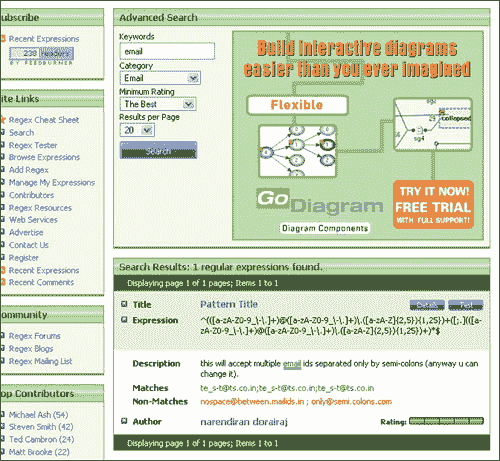 ubscribe
Recent Expressions
238 readers
BY FEEDBURNER
ite Links
Regex Cheat Sheet
Search
Regex Tester
Browse Expressions
Add Regex
Manage My Expressions
Contributors
Regex Resources
Web Services
Advertise
Contact Us
Register
Recent Expressions
Recent Comments
ommunity
Regex Forums
Regex Blogs
Regex Mailing List
op Contributors
Michael Ash (54)
Steven Smith (42)
Ted Cambron (24)
Matt Brooke (22)
Advanced Search
Keywords
email
Category
Email
Minimum Rating
The Best
Results per Page
20
Search
Build interactive diagrams
easier than you ever imagined
Flexible
sg4
collapsed
sg4
Go Diagram
Diagram Components
TRY IT NOW!
FREE TRIAL
WITH FULL SUPPORT!
Search Results: 1 regular expressions found.
Displaying page 1 of 1 pages; Items 1 to 1
Title Pattern Title Details Test
Expression ^(([a-zA-Z0-9_\-\.]+)@([a-zA-Z0-9_\-\.]+)\.([a-zA-Z]{2,5}){1,25})+([;.](([a-
zA-Z0-9_\-\.]+)@([a-zA-Z0-9_\-\.]+)\.([a-zA-Z]{2,5}){1,25})+)*$
Description this will accept multiple email ids separated only by semi-colons (anyway u can
change it).
Matches te_s-t@ts.co.in;te_s-t@ts.co.in;te_s-t@ts.co.in
Non-Matches nospace@between.mailids.in ; only@semi.colons.com
Author narendiran dorairaj Rating:
Displaying page 1 of 1 pages; Items 1 to 1